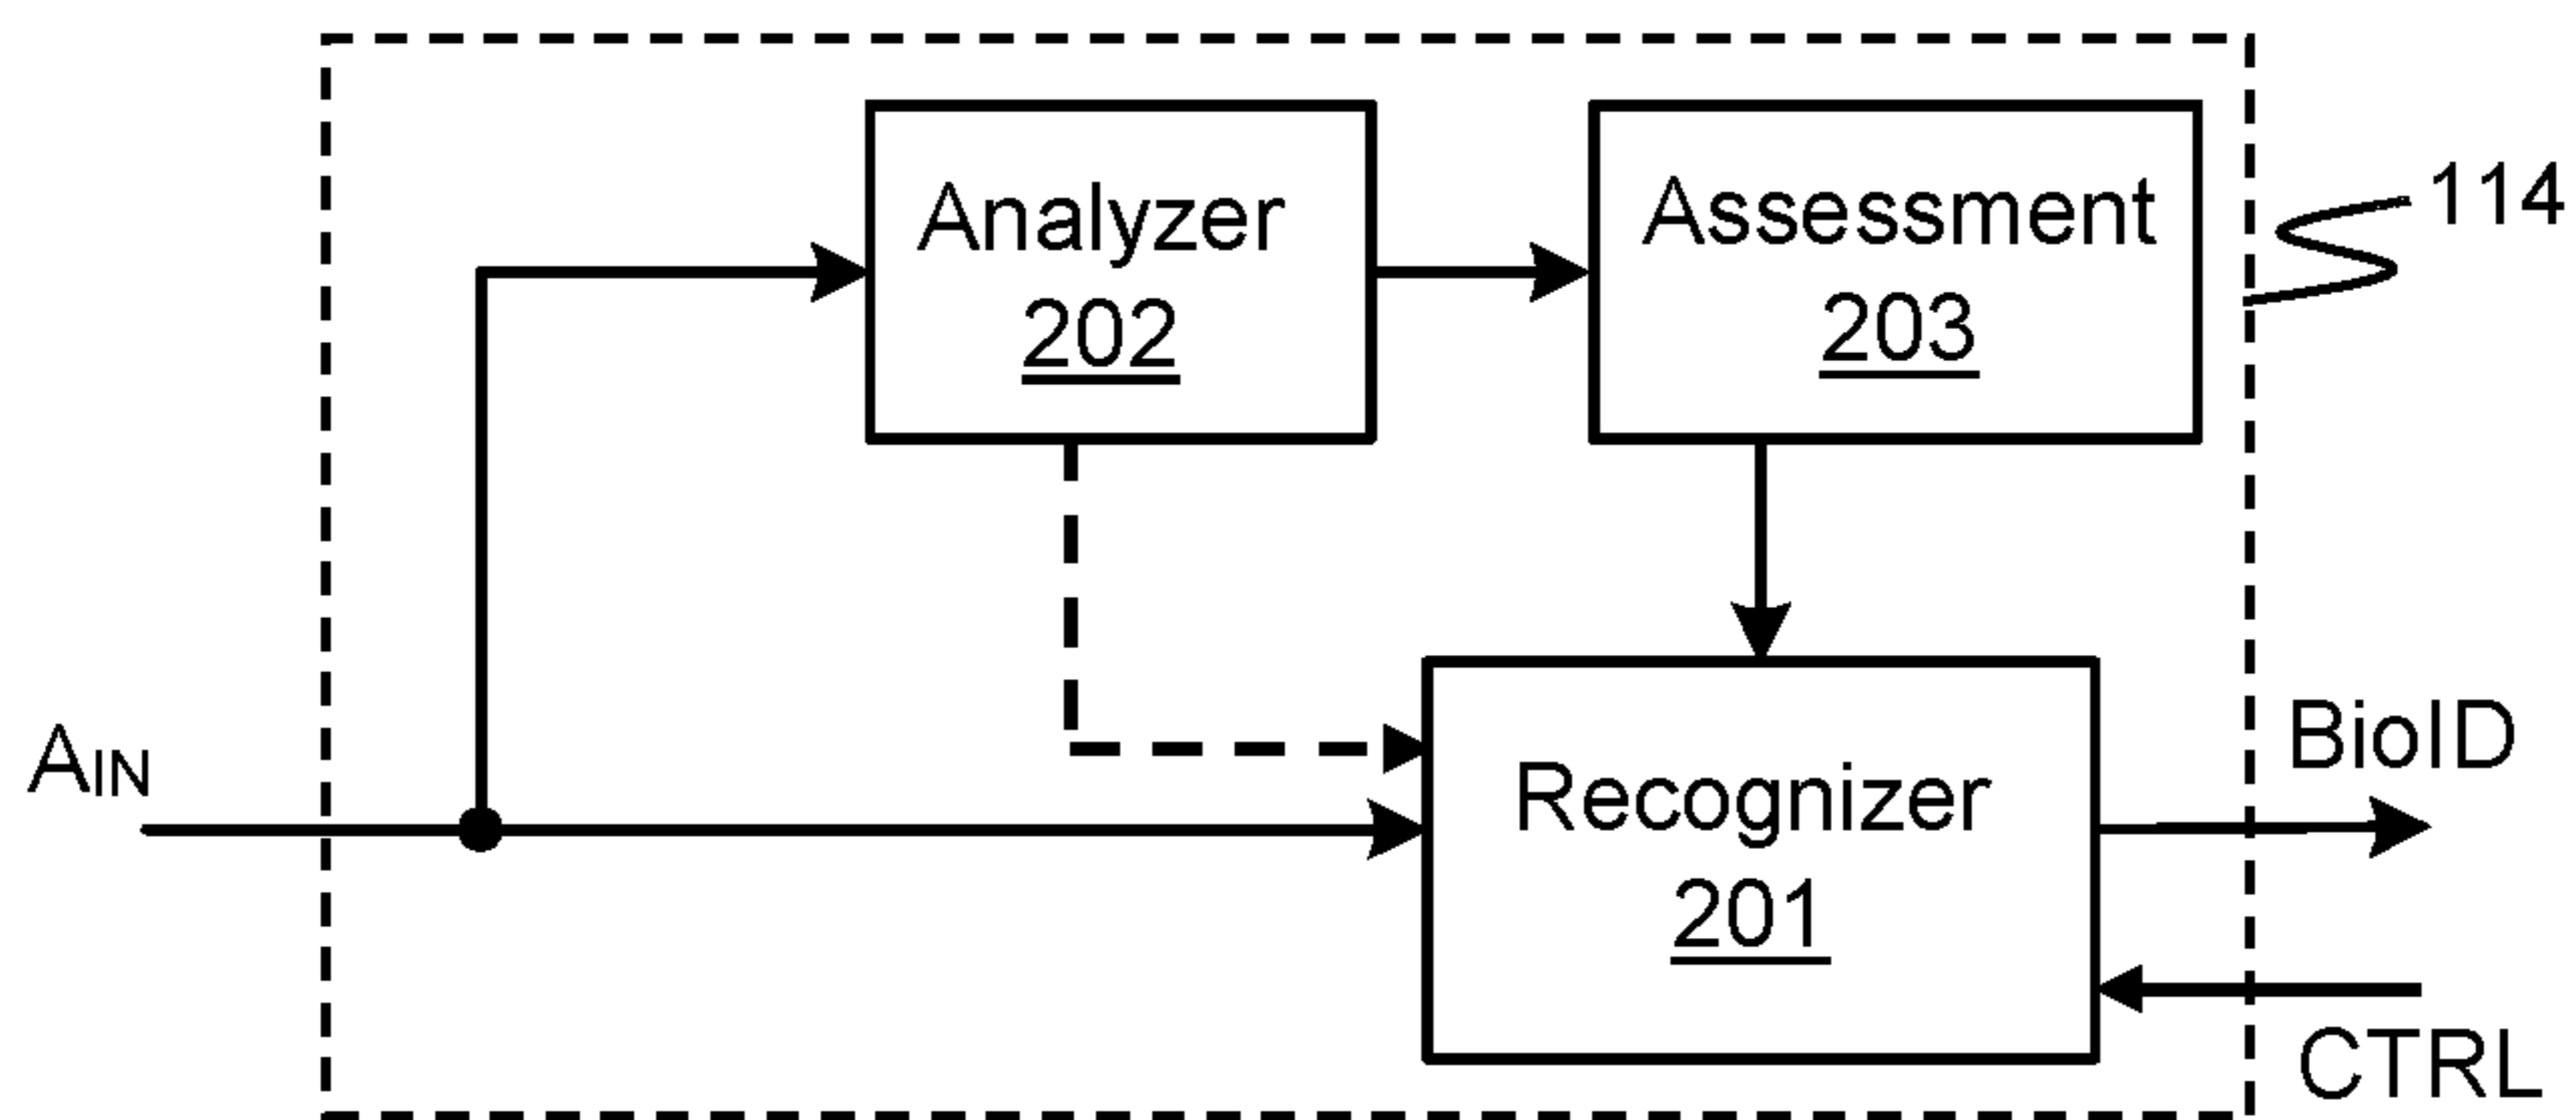 Analyzer
202
Assessment
203
114
AIN
Recognizer
201
BioID
CTRL